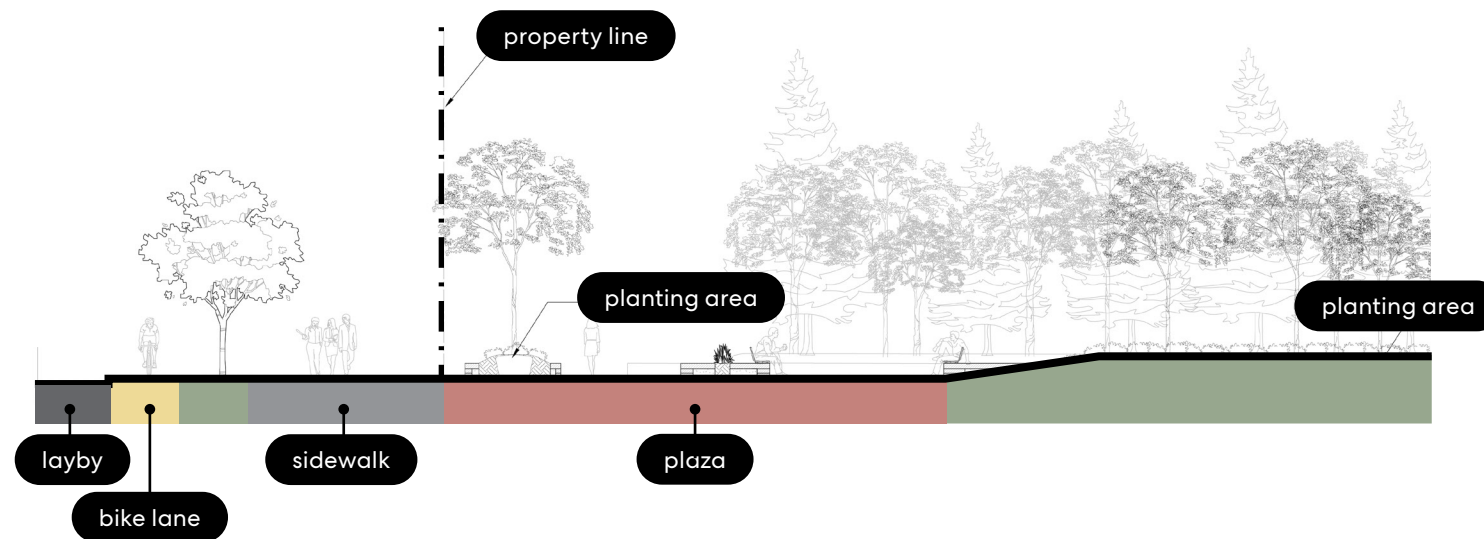 property line
planting area
planting area
layby
sidewalk
plaza
bike lane